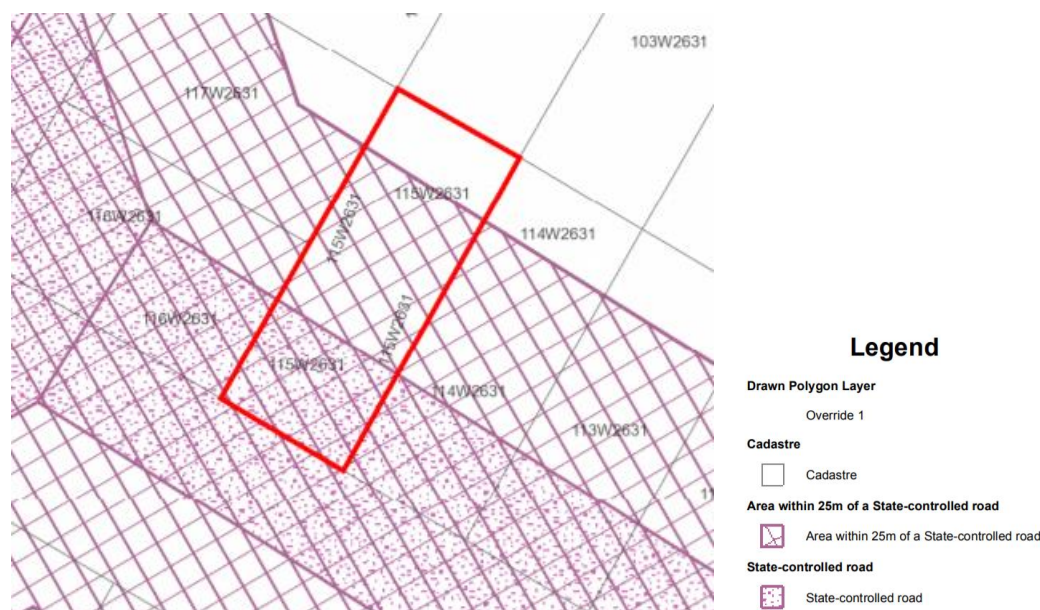 103W2631
117W2631
115W2631
115W2631
116W2631
114W2631
116W2631
115W2631
115W2631
114W2631
113W2631
Legend
Drawn Polygon Layer
Override 1
Cadastre
Cadastre
Area within 25m of a State-controlled road
Area within 25m of a State-controlled road
State-controlled road
State-controlled road